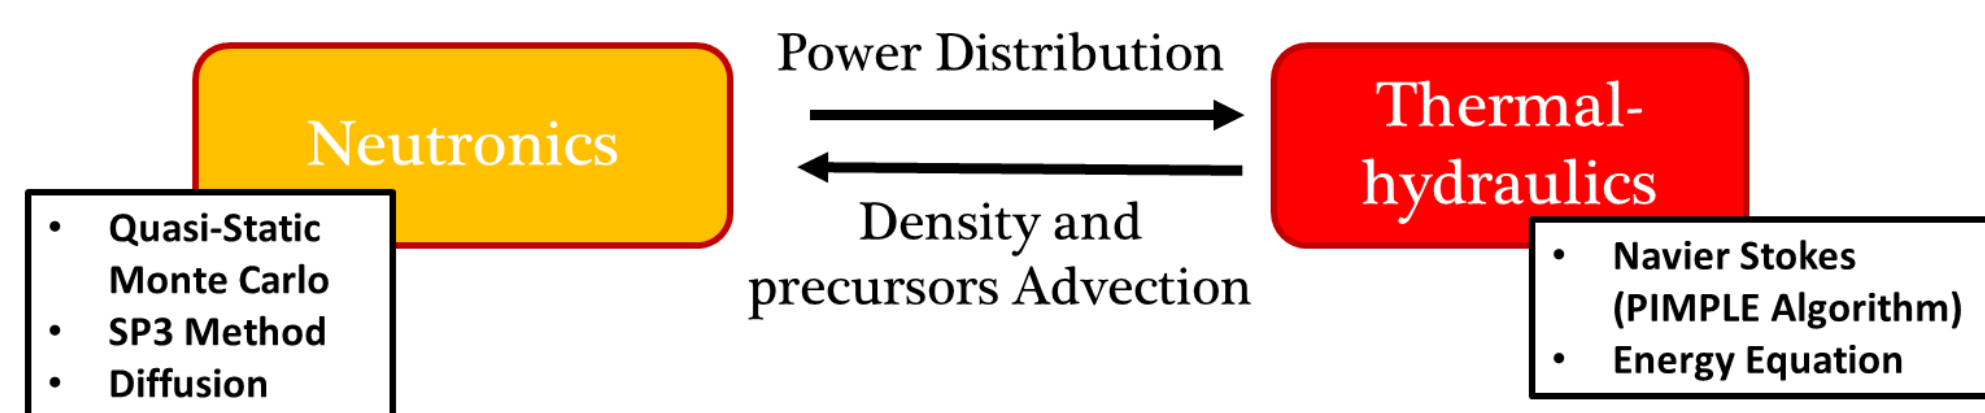 Neutronics
• Quasi-Static
Monte Carlo
• SP3 Method
• Diffusion
Power Distribution
Density and
precursors Advection
Thermal-
hydraulics
• Navier Stokes
(PIMPLE Algorithm)
• Energy Equation